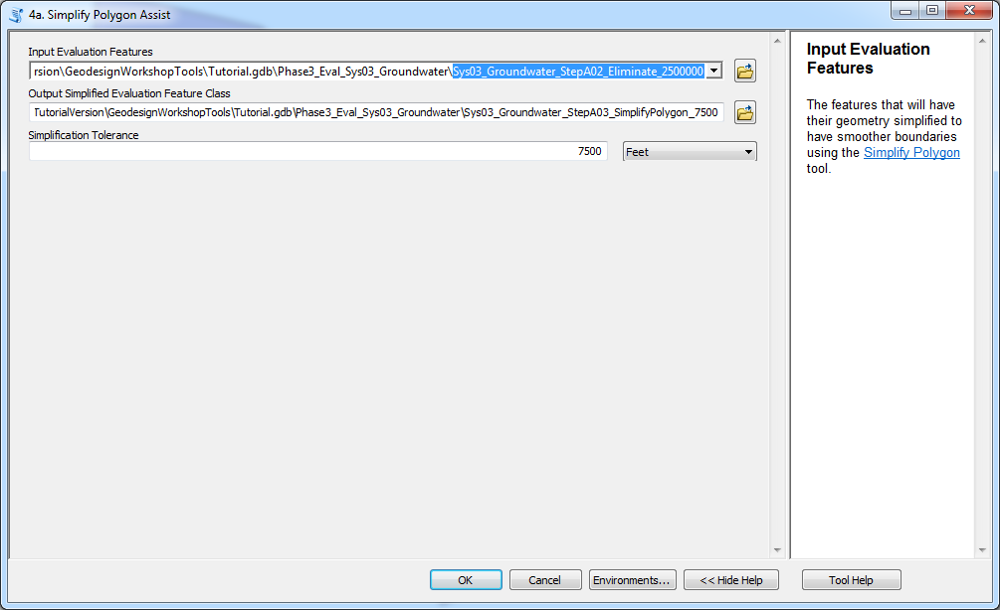 4a. Simplify Polygon Assist
Input Evaluation Features
rsion\GeodesignWorkshopTools\Tutorial.gdb\Phase3_Eval_Sys03_Groundwater\Sys03_Groundwater_StepA02_Eliminate_2500000
Output Simplified Evaluation Feature Class
TutorialVersion\GeodesignWorkshopTools\Tutorial.gdb\Phase3_Eval_Sys03_Groundwater\Sys03_Groundwater_StepA03_SimplifyPolygon_7500
Simplification Tolerance
7500 Feet
Input Evaluation
Features
The features that will have
their geometry simplified to
have smoother boundaries
using the Simplify Polygon
tool.
OK Cancel Environments... << Hide Help Tool Help